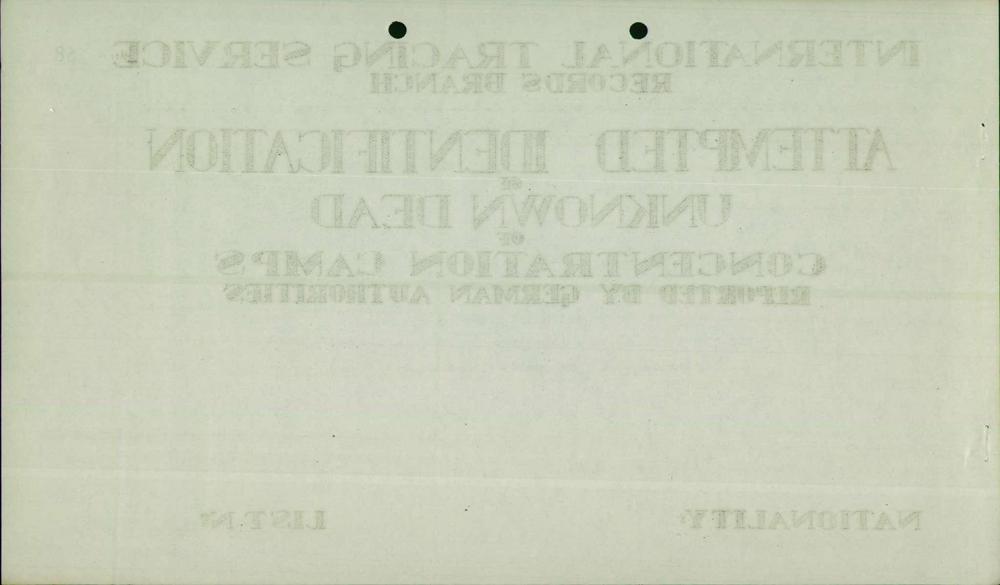 INTERNATIONAL TRACING SERVICE
RECORDS BRANCH
ATTEMPTED IDENTIFICATION
OF
UNKNOWN DEAD
OF
CONCENTRATION CAMPS
REPORTED BY GERMAN AUTHORITIES
NATIONALITY: LIST Nº